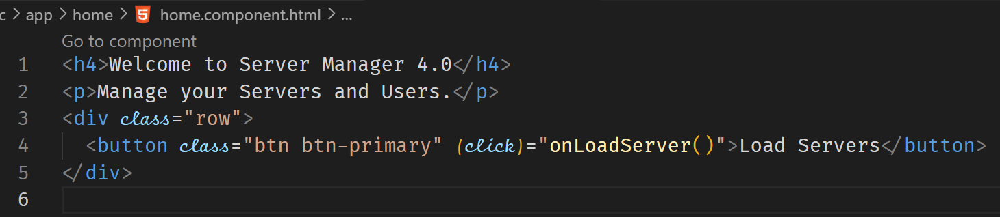 c > app > home > home.component.html > ...
Go to component
1 <h4>Welcome to Server Manager 4.0</h4>
2 <p>Manage your Servers and Users.</p>
3 <div class="row">
4 <button class="btn btn-primary" (click)="onLoadServer()">Load Servers</button>
5 </div>
6